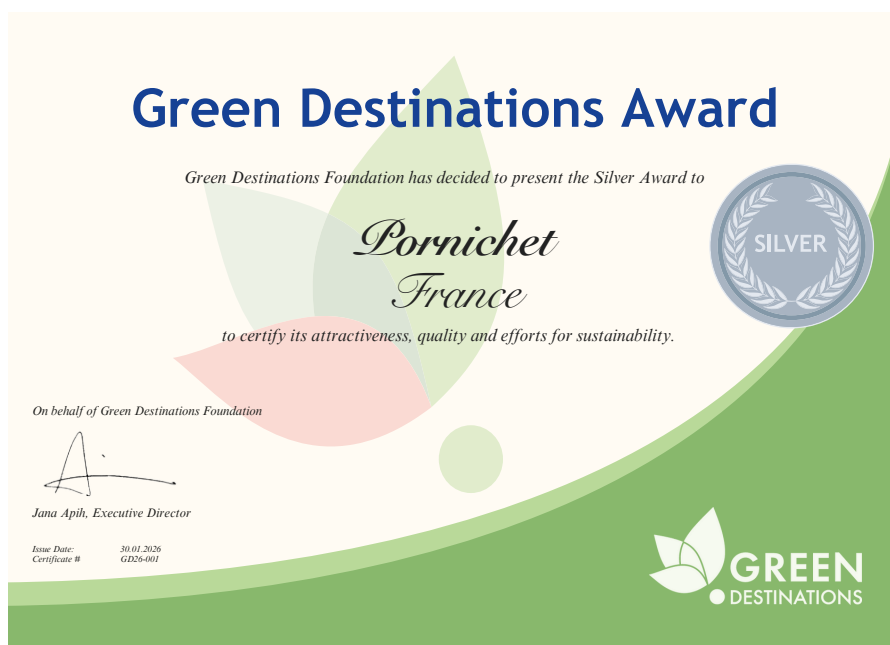 Green Destinations Award
Green Destinations Foundation has decided to present the Silver Award to
Pornichet
France
SILVER
to certify its attractiveness, quality and efforts for sustainability.
On behalf of Green Destinations Foundation
Jana Apih, Executive Director
Issue Date: 30.01.2026
Certificate # GD26-001
GREEN
DESTINATIONS